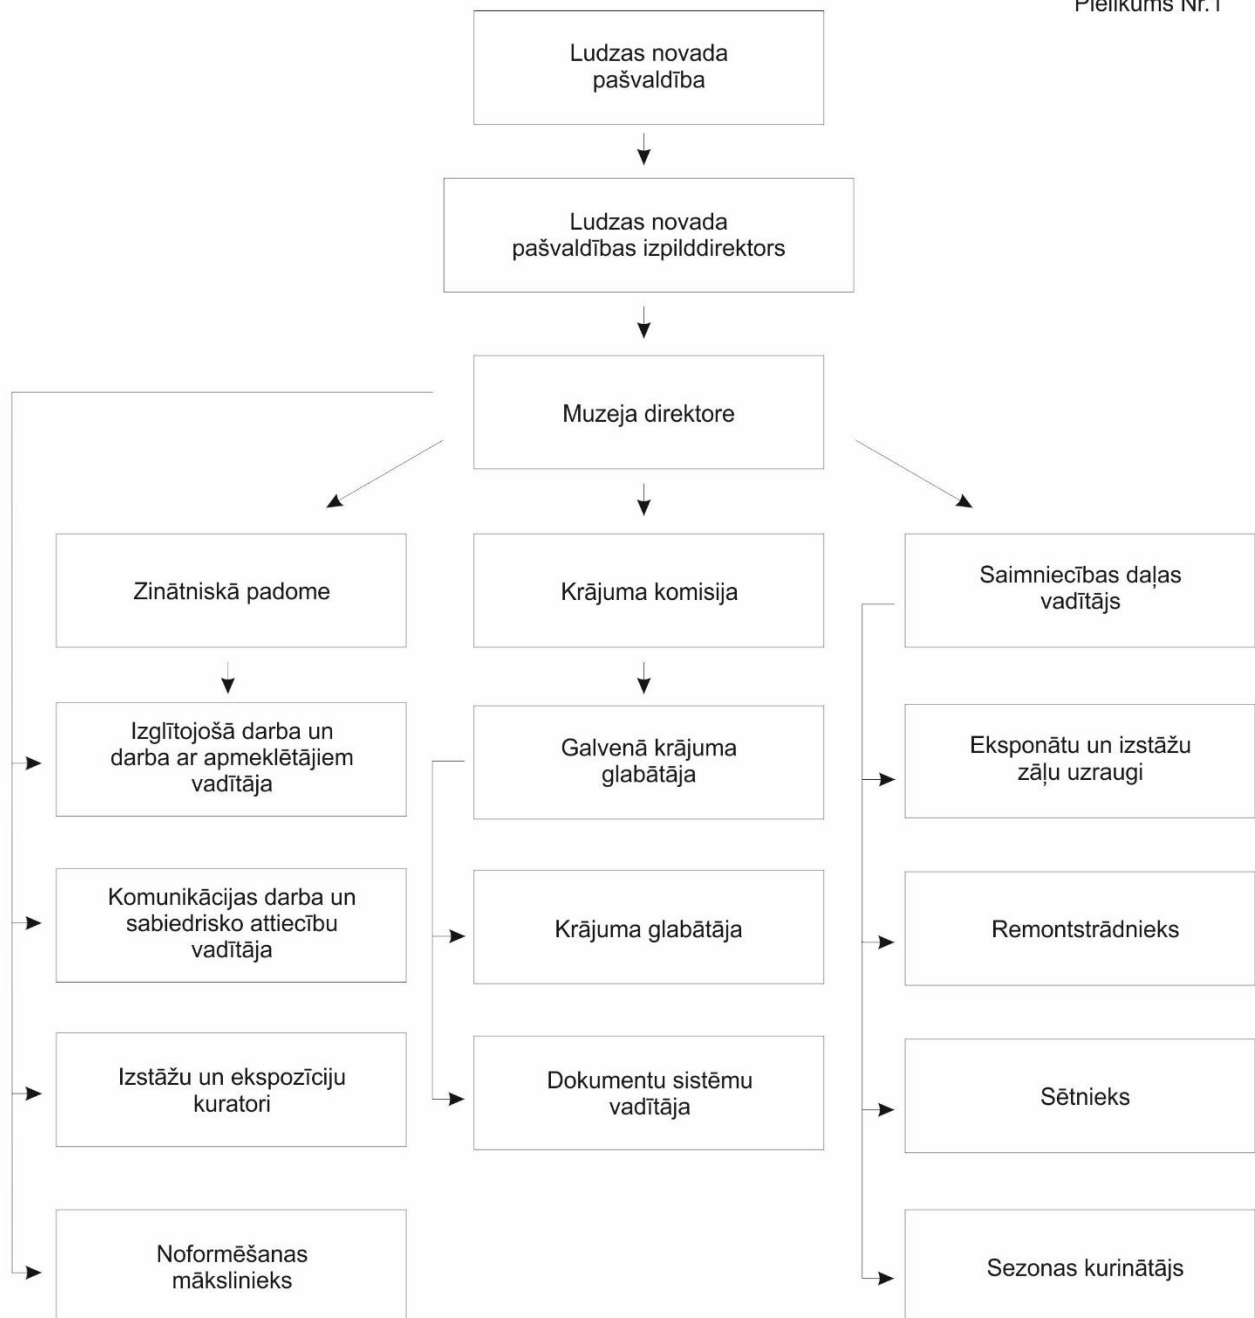 Pielikums Nr.1
Ludzas novada
pašvaldība
Ludzas novada
pašvaldības izpilddirektors
Muzeja direktore
Zinātniskā padome
Krājuma komisija
Saimniecības daļas
vadītājs
Izglītojošā darba un
darba ar apmeklētājiem
vadītāja
Galvenā krājuma
glabātāja
Eksponātu un izstāžu
zāļu uzraugi
Komunikācijas darba un
sabiedrisko attiecību
vadītāja
Krājuma glabātāja
Remontstrādnieks
Izstāžu un ekspozīciju
kuratori
Dokumentu sistēmu
vadītāja
Sētnieks
Noformēšanas
mākslinieks
Sezonas kurinātājs